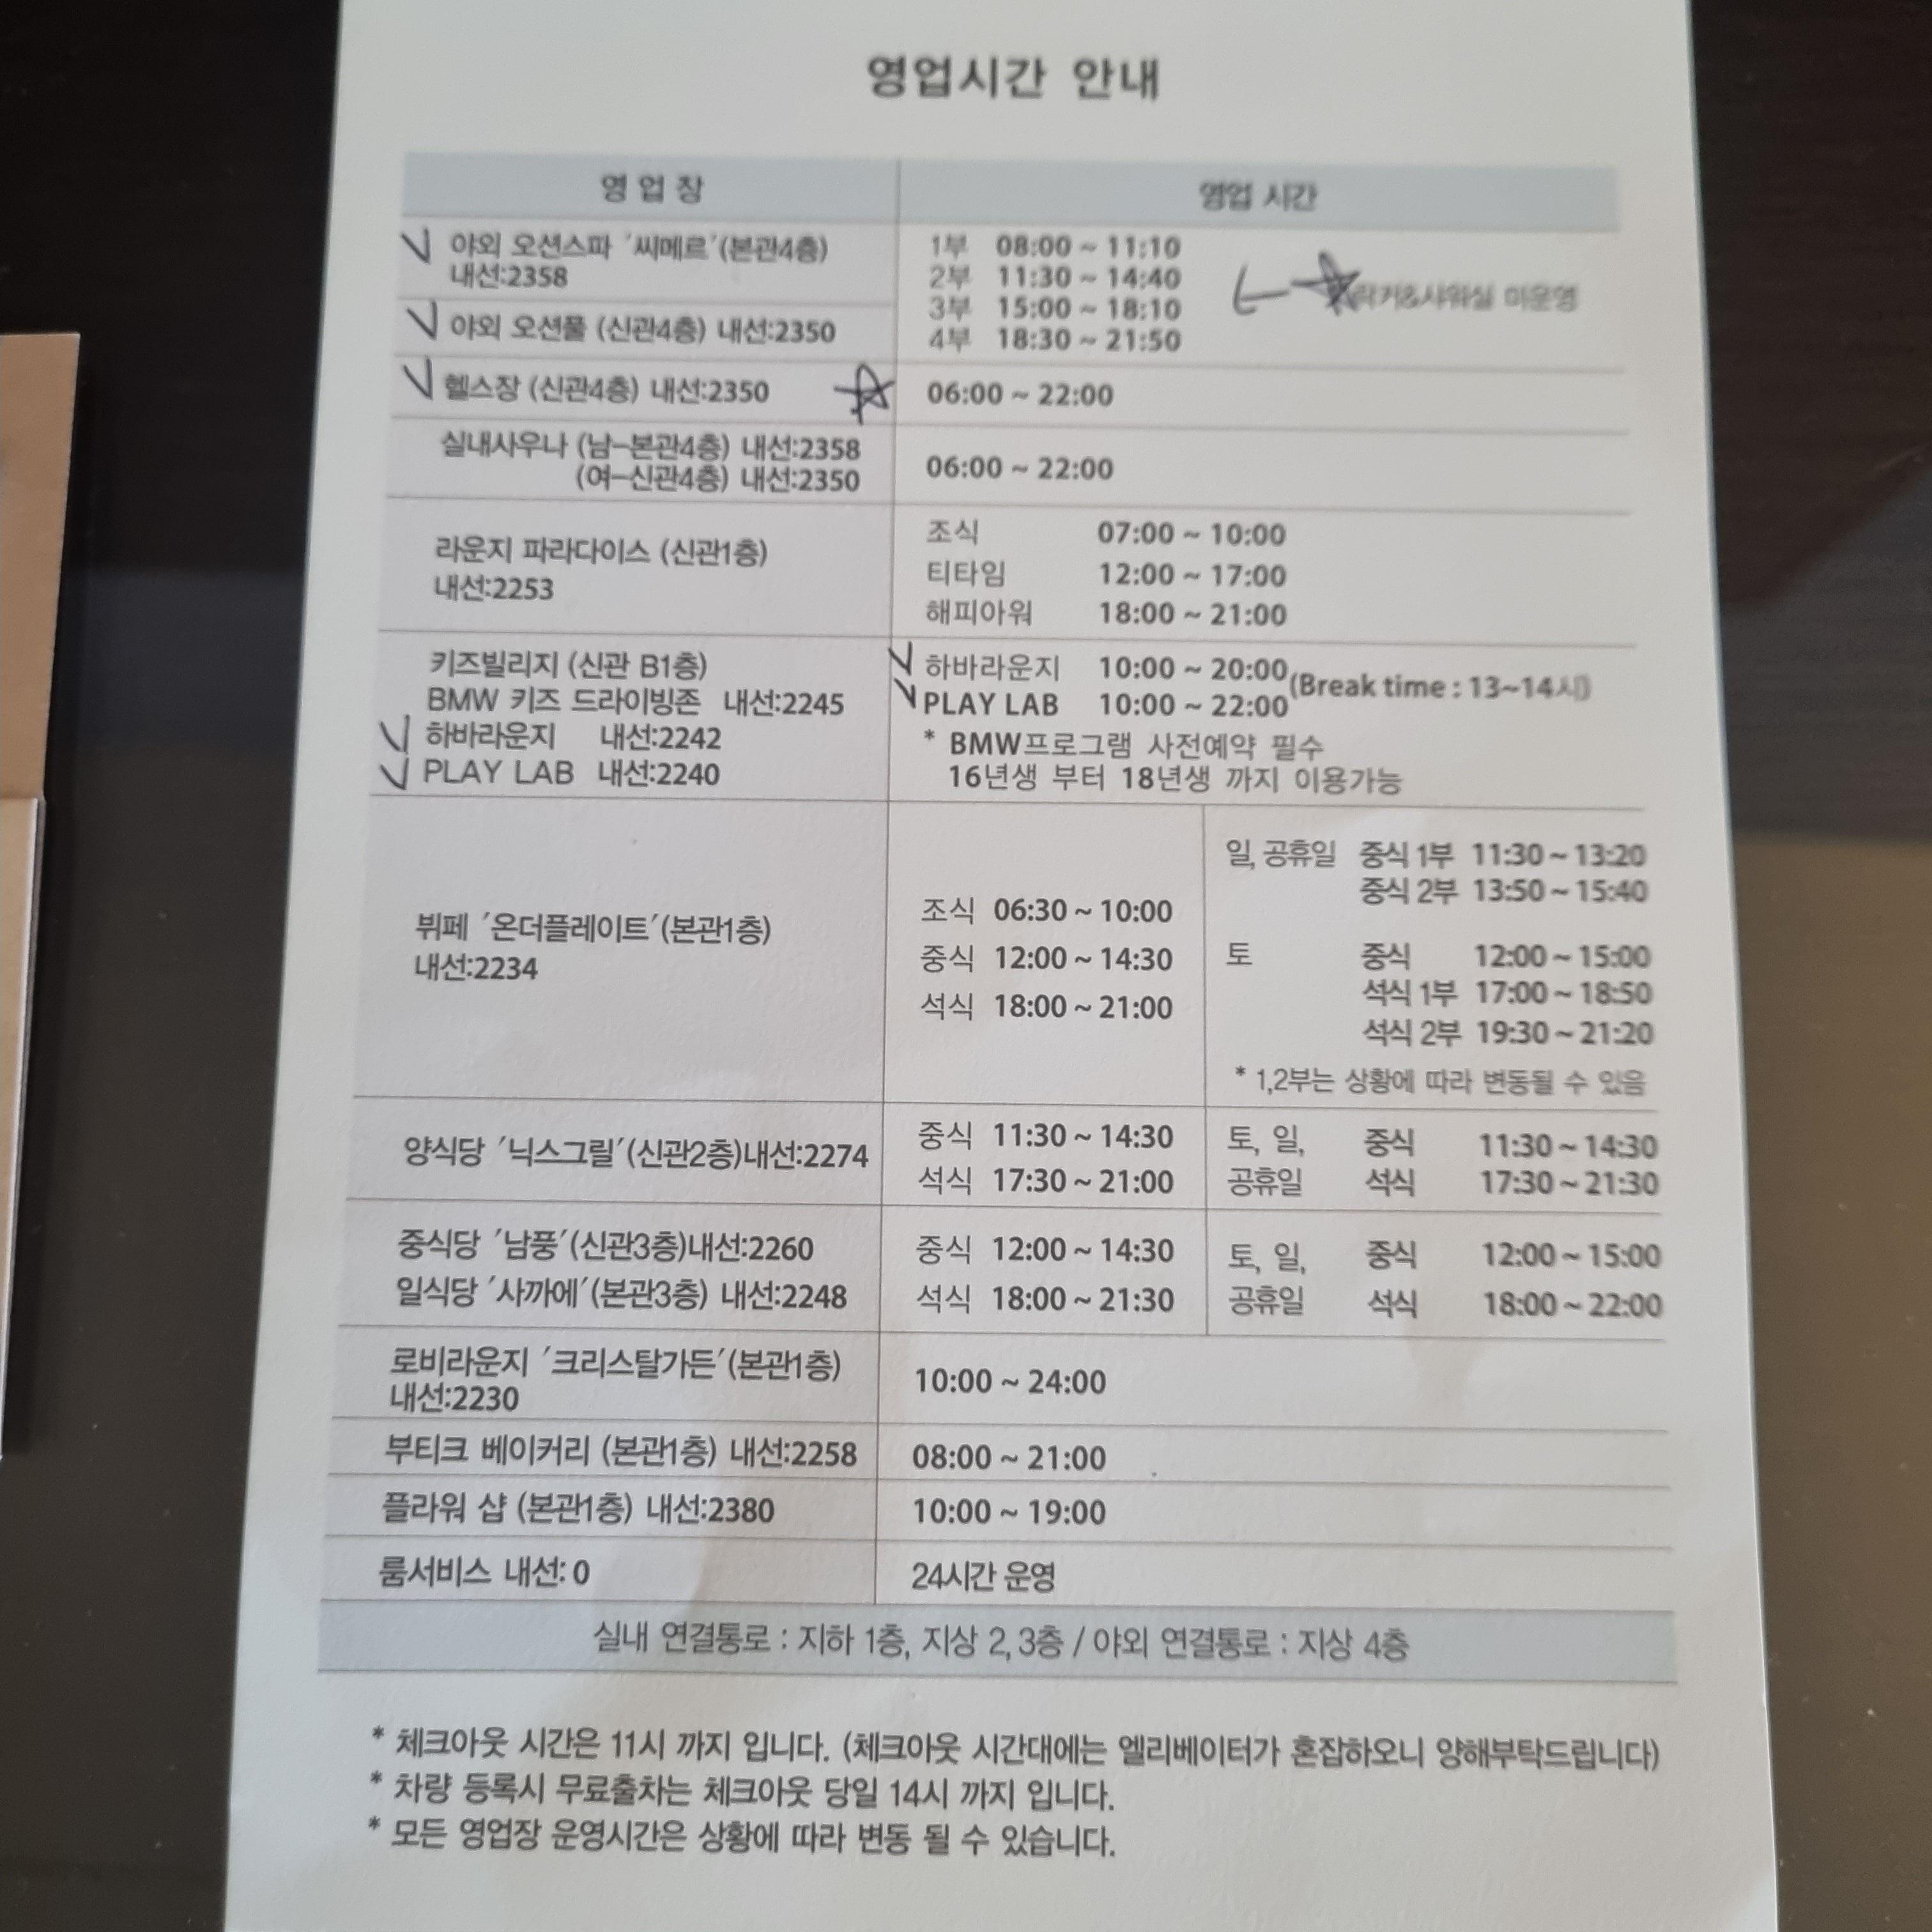 영업시간 안내
영 업 장
영업 시간
야외 오션스파 '씨메르'(본관4층)
내선:2358
야외 오션풀 (신관4층) 내선:2350
1부 08:00 ~ 11:10
2부 11:30 ~ 14:40
3부 15:00 ~ 18:10
4부 18:30 ~ 21:50
락커&샤워실 미운영
헬스장 (신관4층) 내선:2350
06:00 ~ 22:00
실내사우나 (남-본관4층) 내선:2358
(여-신관4층) 내선:2350
06:00 ~ 22:00
라운지 파라다이스 (신관1층)
내선:2253
조식 07:00 ~ 10:00
티타임 12:00 ~ 17:00
해피아워 18:00 ~ 21:00
키즈빌리지 (신관 B1층)
BMW 키즈 드라이빙존 내선:2245
하바라운지 내선:2242
PLAY LAB 내선:2240
하바라운지 10:00 ~ 20:00
PLAY LAB 10:00 ~ 22:00
(Break time : 13~14시)
* BMW프로그램 사전예약 필수
16년생 부터 18년생 까지 이용가능
뷔페 '온더플레이트'(본관1층)
내선:2234
조식 06:30 ~ 10:00
중식 12:00 ~ 14:30
석식 18:00 ~ 21:00
일, 공휴일 중식 1부 11:30 ~ 13:20
중식 2부 13:50 ~ 15:40
토 중식 12:00 ~ 15:00
석식 1부 17:00 ~ 18:50
석식 2부 19:30 ~ 21:20
* 1,2부는 상황에 따라 변동될 수 있음
양식당 '닉스그릴'(신관2층)내선:2274
중식 11:30 ~ 14:30
석식 17:30 ~ 21:00
토, 일, 중식 11:30 ~ 14:30
공휴일 석식 17:30 ~ 21:30
중식당 '남풍'(신관3층)내선:2260
일식당 '사까에'(본관3층) 내선:2248
중식 12:00 ~ 14:30
석식 18:00 ~ 21:30
토, 일, 중식 12:00 ~ 15:00
공휴일 석식 18:00 ~ 22:00
로비라운지 '크리스탈가든'(본관1층)
내선:2230
10:00 ~ 24:00
부티크 베이커리 (본관1층) 내선:2258
08:00 ~ 21:00
플라워 샵 (본관1층) 내선:2380
10:00 ~ 19:00
룸서비스 내선: 0
24시간 운영
실내 연결통로 : 지하 1층, 지상 2, 3층 / 야외 연결통로 : 지상 4층
* 체크아웃 시간은 11시 까지 입니다. (체크아웃 시간대에는 엘리베이터가 혼잡하오니 양해부탁드립니다)
* 차량 등록시 무료출차는 체크아웃 당일 14시 까지 입니다.
* 모든 영업장 운영시간은 상황에 따라 변동 될 수 있습니다.